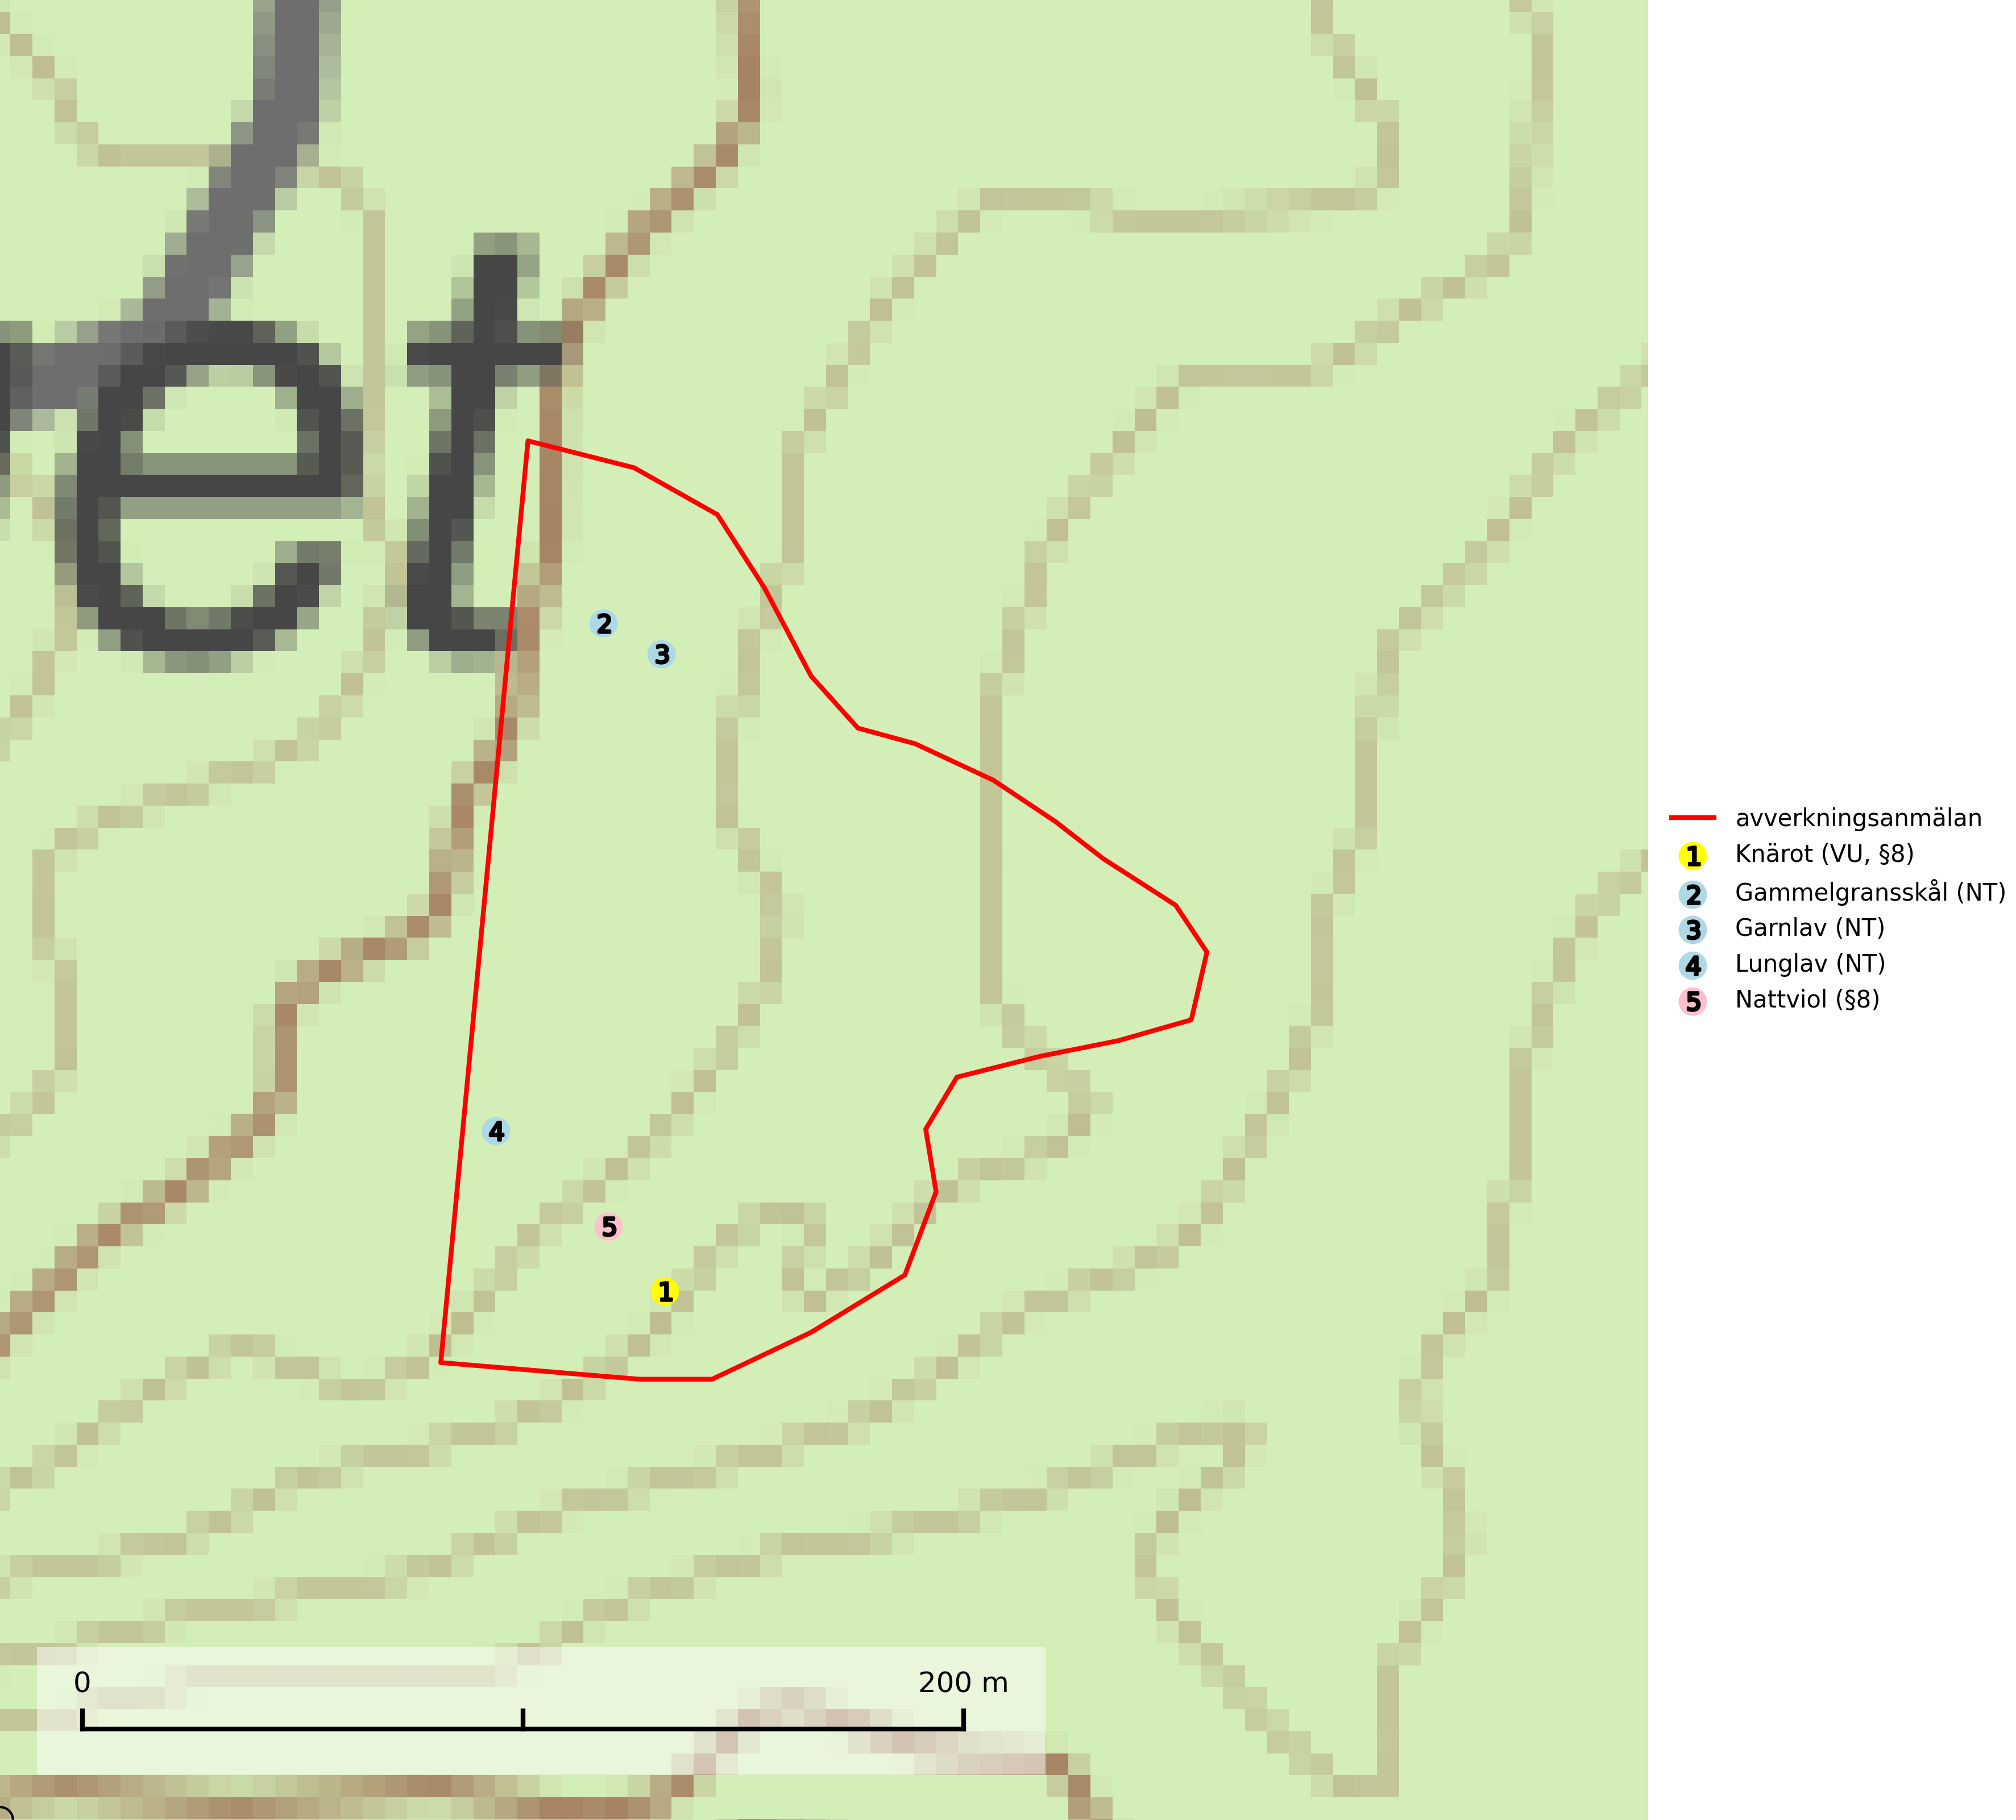 et
2
3
4
5
1
avverkningsanmälan
1 Knärot (VU, §8)
2 Gammelgransskål (NT)
3 Garnlav (NT)
4 Lunglav (NT)
5 Nattviol (§8)
0 200 m